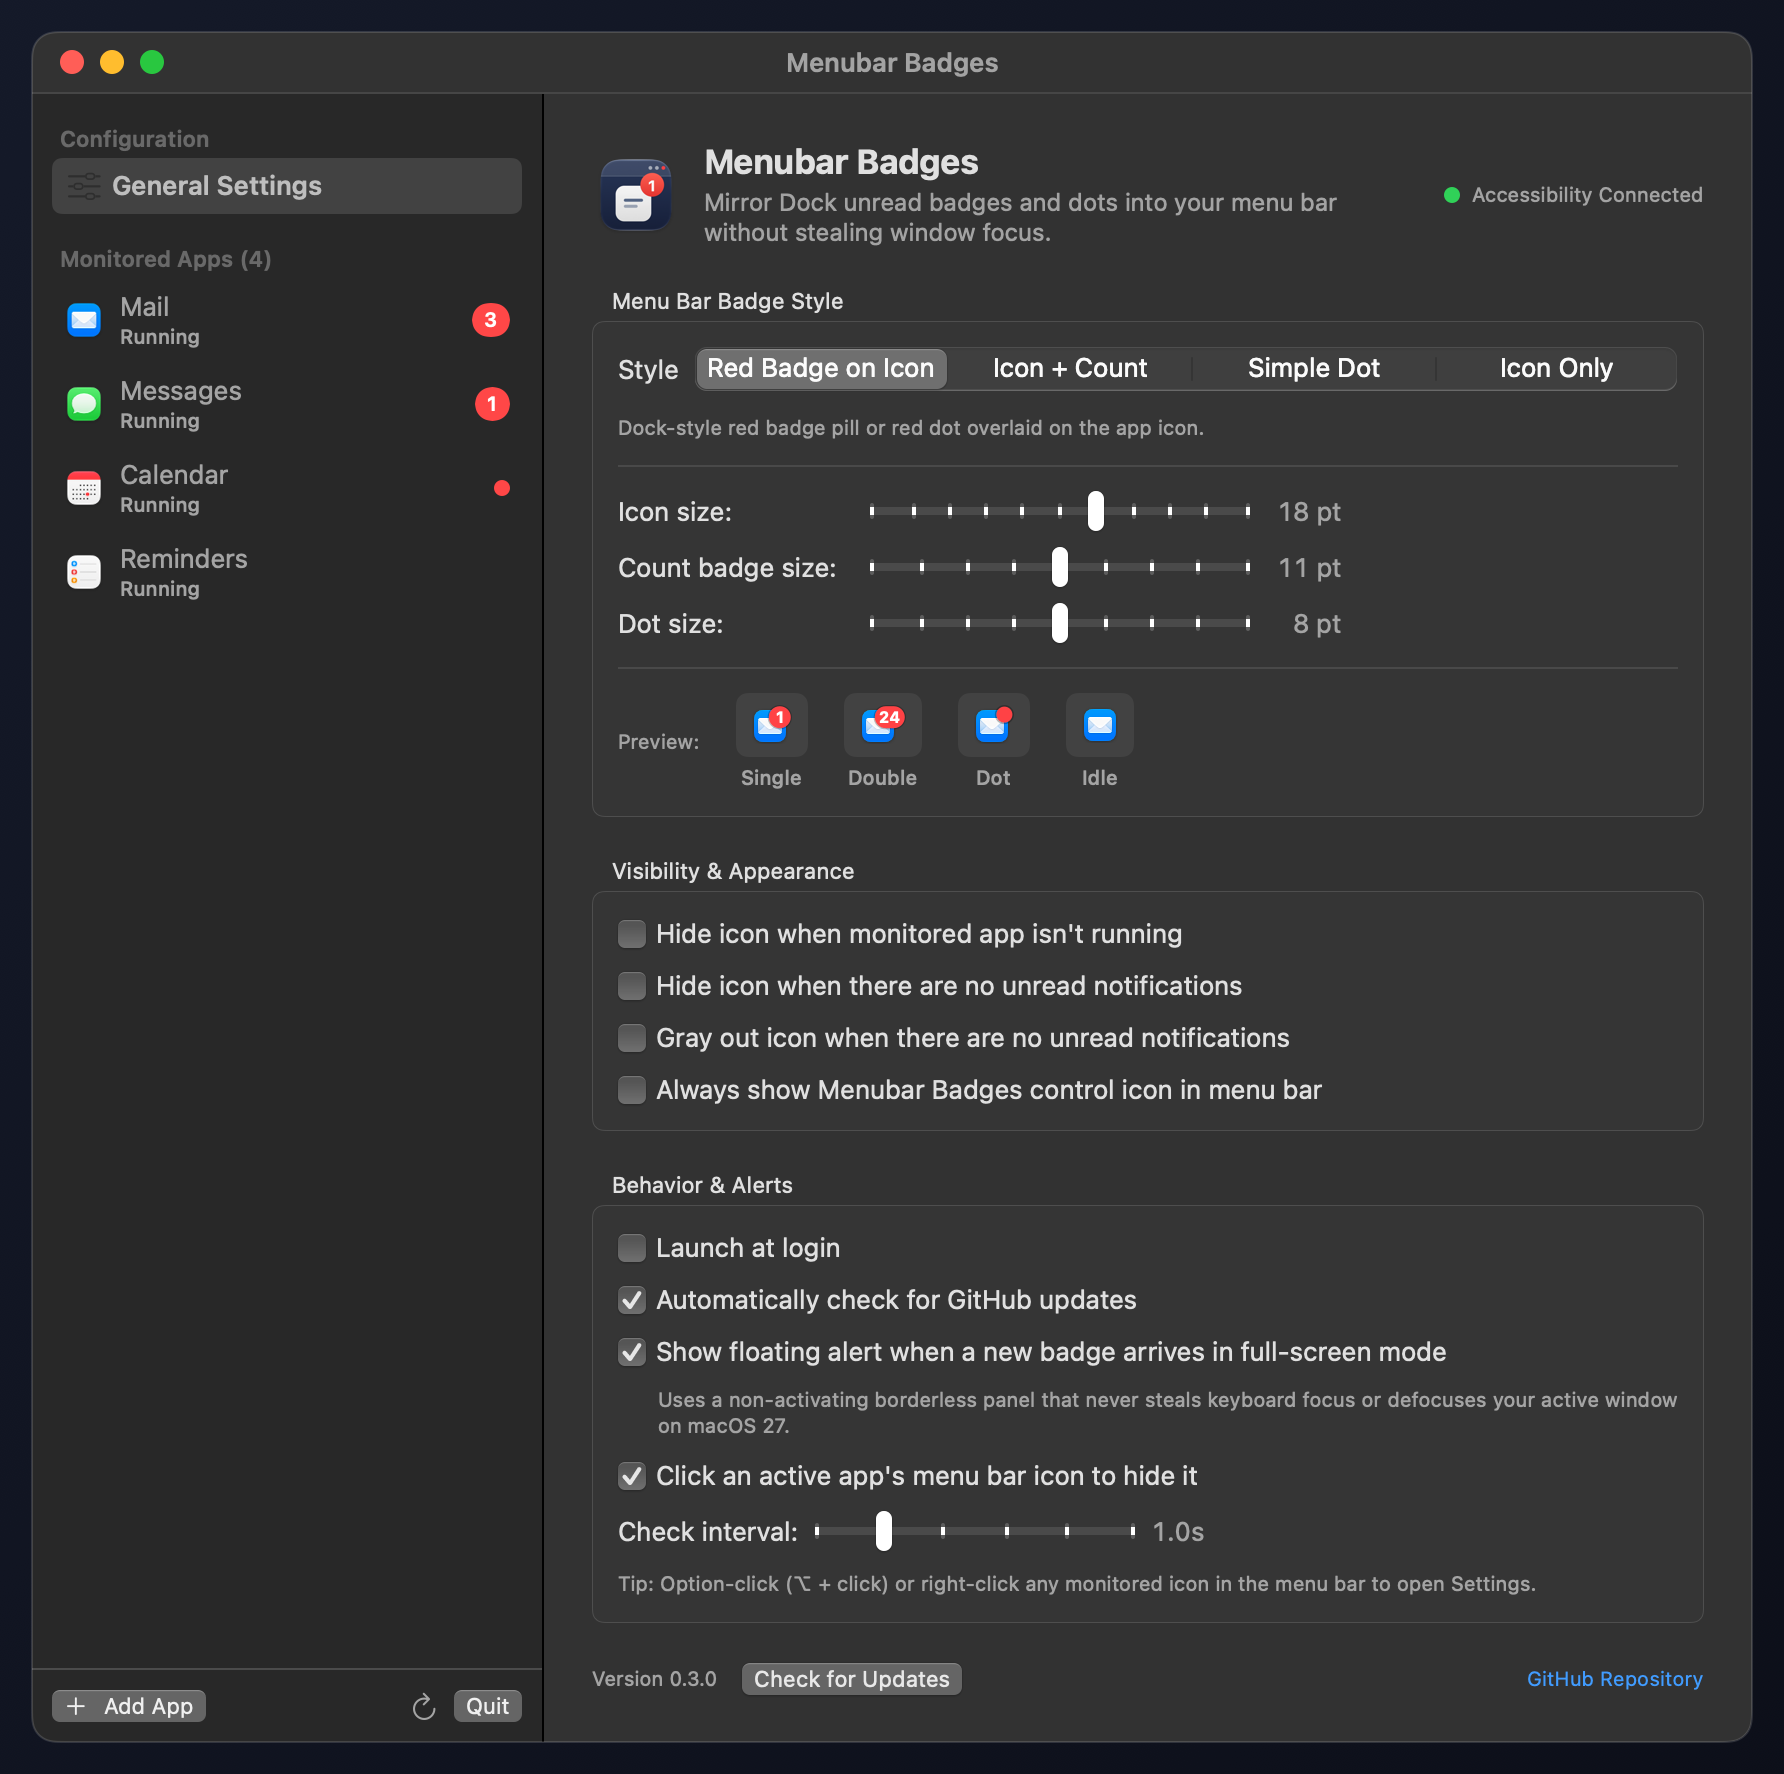 Menubar Badges
Configuration
General Settings
Monitored Apps (4)
Mail
Running
3
Messages
Running
1
Calendar
Running
Reminders
Running
+ Add App
Quit
1
Menubar Badges
Mirror Dock unread badges and dots into your menu bar
without stealing window focus.
Accessibility Connected
Menu Bar Badge Style
Style Red Badge on Icon Icon + Count Simple Dot Icon Only
Dock-style red badge pill or red dot overlaid on the app icon.
Icon size: 18 pt
Count badge size: 11 pt
Dot size: 8 pt
Preview:
1
24
Single Double Dot Idle
Visibility & Appearance
Hide icon when monitored app isn't running
Hide icon when there are no unread notifications
Gray out icon when there are no unread notifications
Always show Menubar Badges control icon in menu bar
Behavior & Alerts
Launch at login
Automatically check for GitHub updates
Show floating alert when a new badge arrives in full-screen mode
Uses a non-activating borderless panel that never steals keyboard focus or defocuses your active window
on macOS 27.
Click an active app's menu bar icon to hide it
Check interval: 1.0s
Tip: Option-click (⌥ + click) or right-click any monitored icon in the menu bar to open Settings.
Version 0.3.0 Check for Updates GitHub Repository